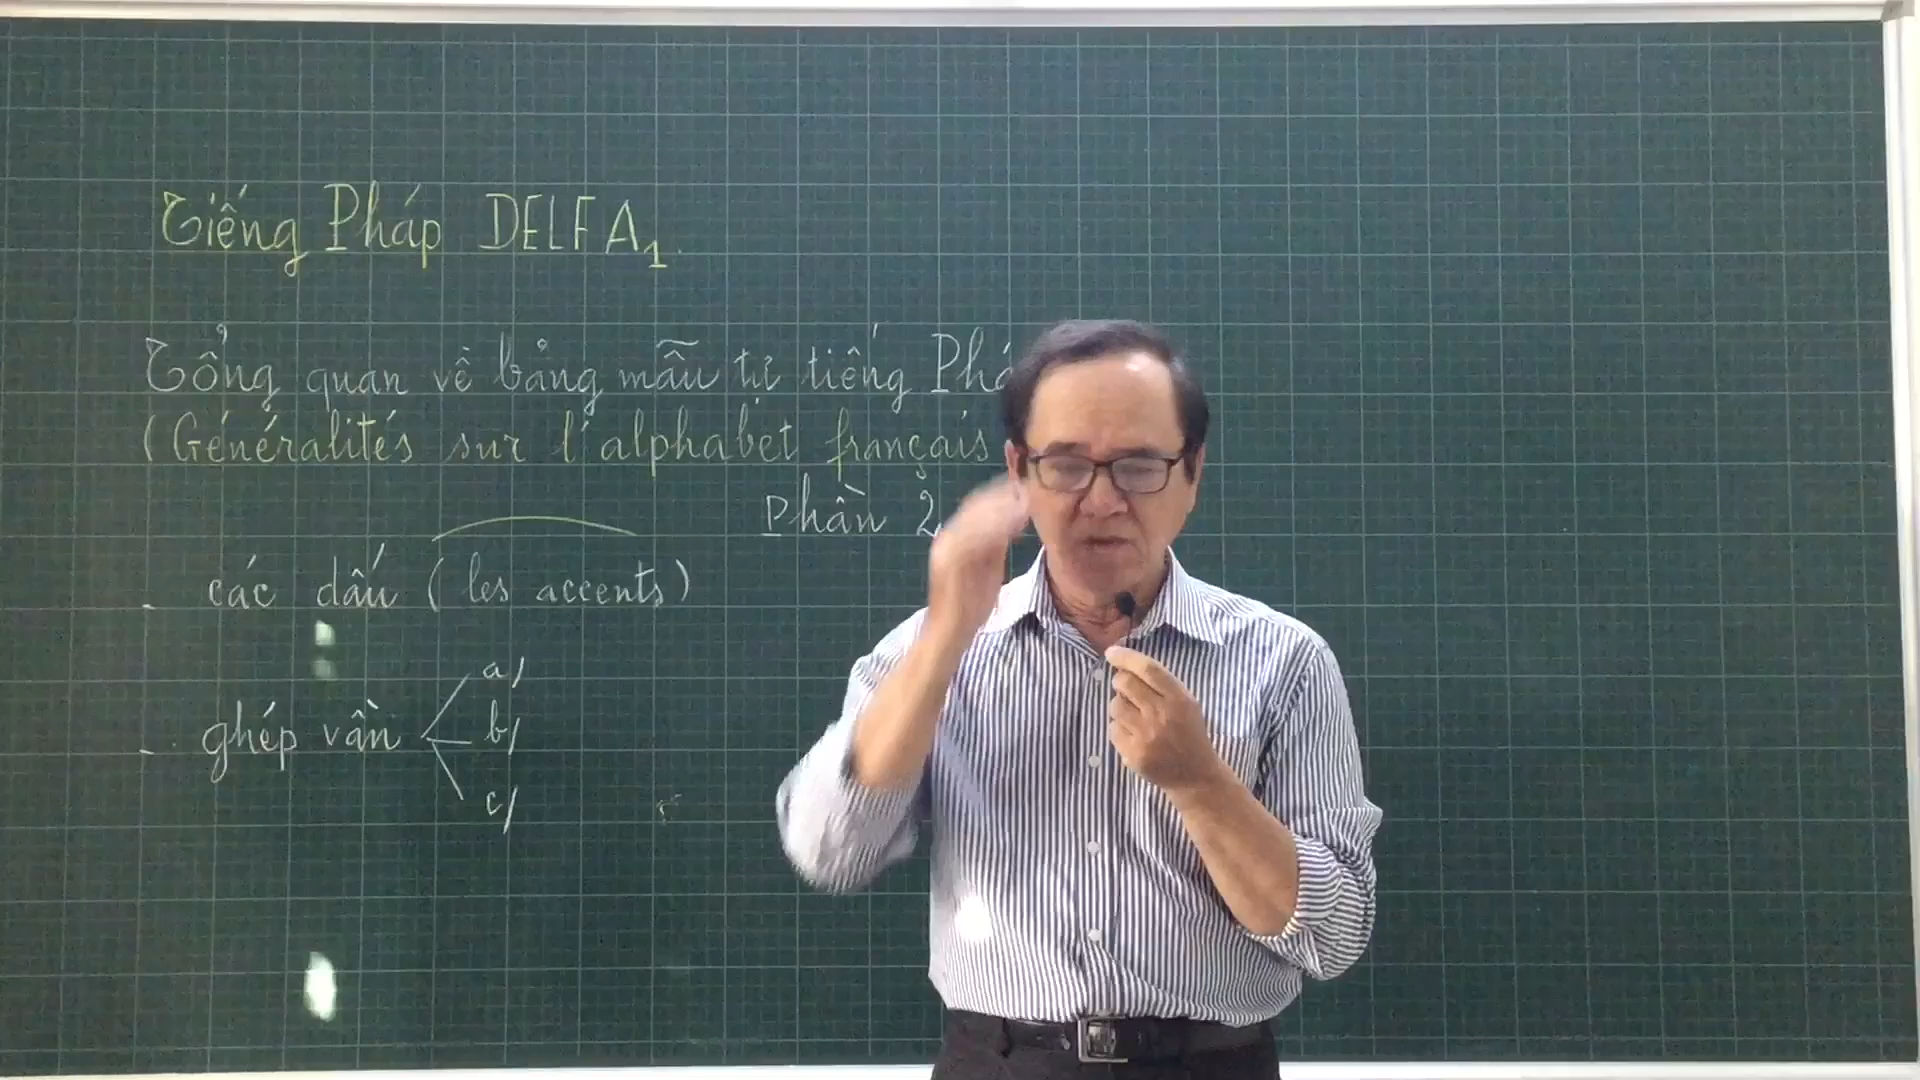 Tiếng Pháp DELF A1.
Tổng quan về bảng mẫu tự tiếng Phá
(Généralités sur l'alphabet français
Phần 2
- các dấu (les accents)
- ghép vần
a/
b/
c/